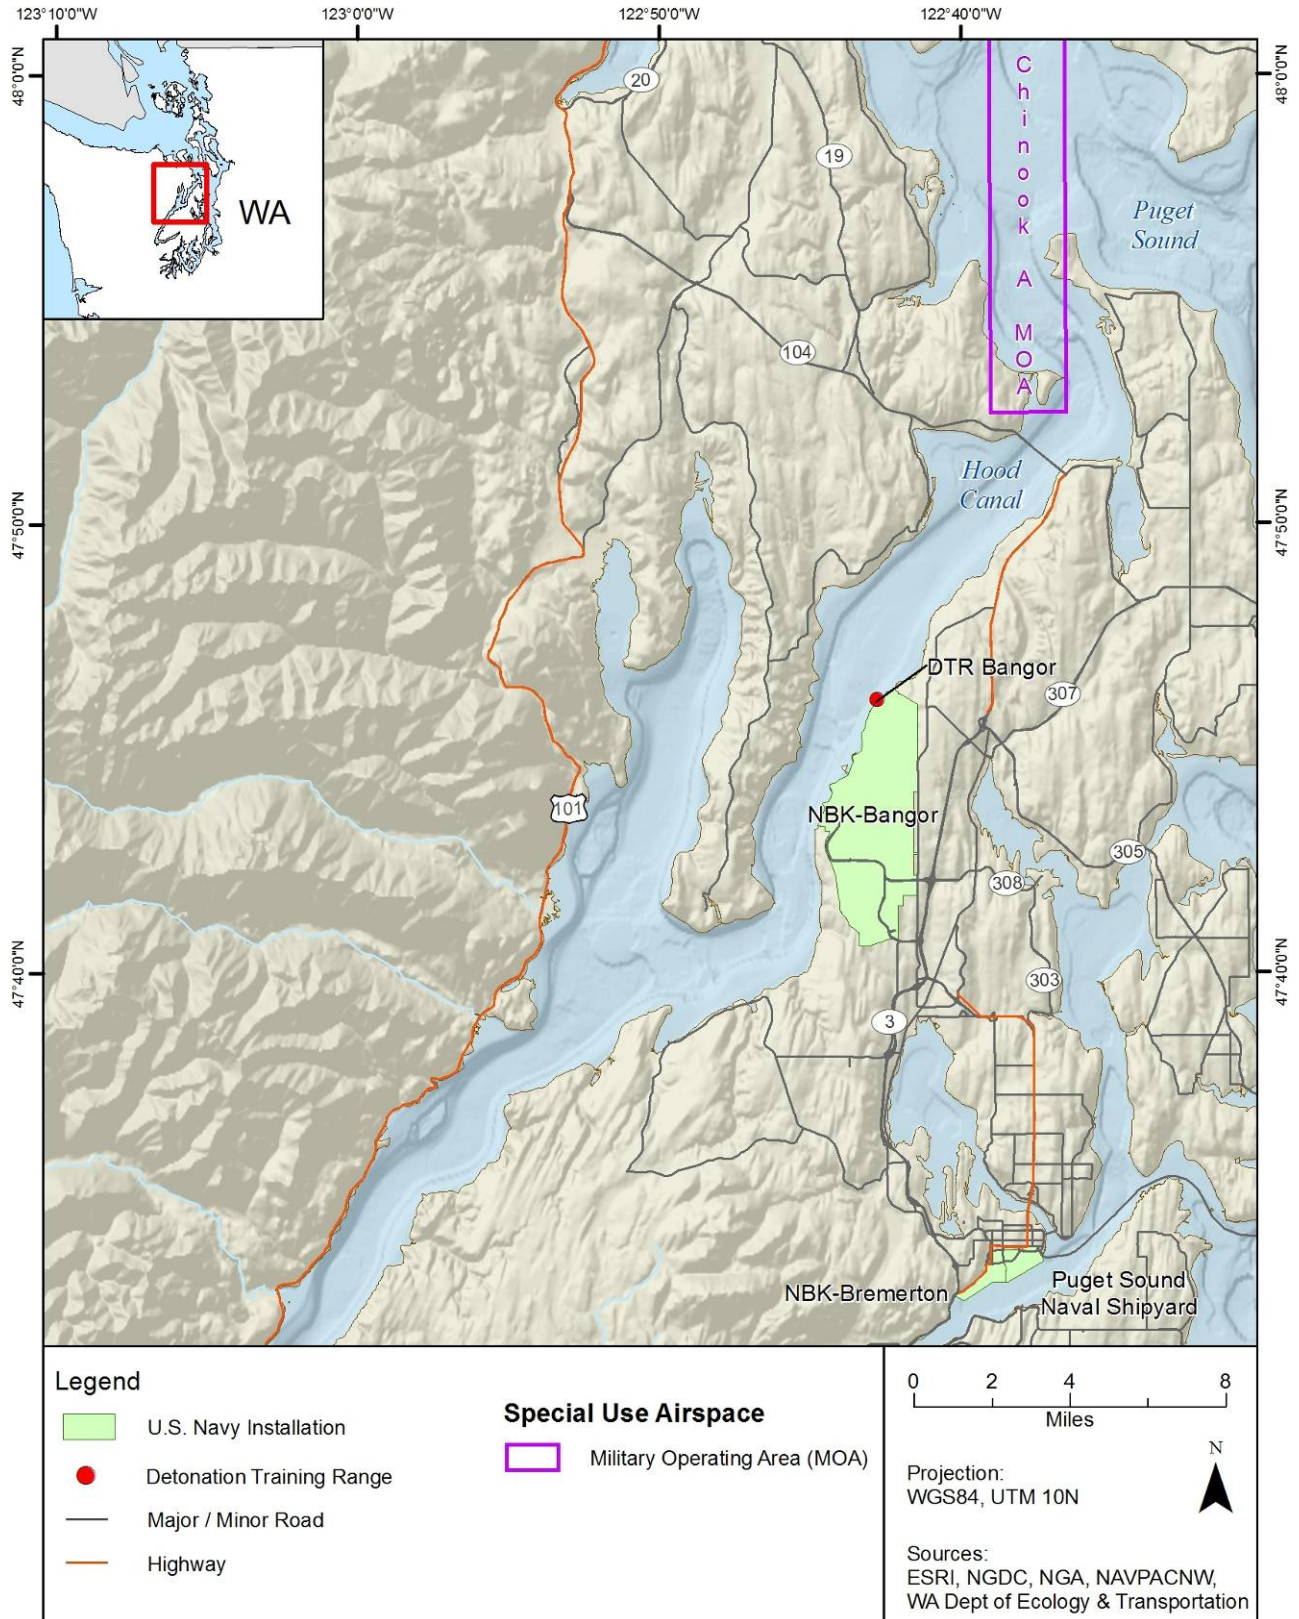 123°10'0"W
123°0'0"W
122°50'0"W
122°40'0"W
48°0'0"N
48°0'0"N
47°50'0"N
47°50'0"N
47°40'0"N
47°40'0"N
WA
20
19
104
101
307
305
308
303
3
Chinook A MOA
Puget
Sound
Hood
Canal
DTR Bangor
NBK-Bangor
NBK-Bremerton
Puget Sound
Naval Shipyard
Legend
U.S. Navy Installation
Detonation Training Range
Major / Minor Road
Highway
Special Use Airspace
Military Operating Area (MOA)
0 2 4 8
Miles
N
Projection:
WGS84, UTM 10N
Sources:
ESRI, NGDC, NGA, NAVPACNW,
WA Dept of Ecology & Transportation